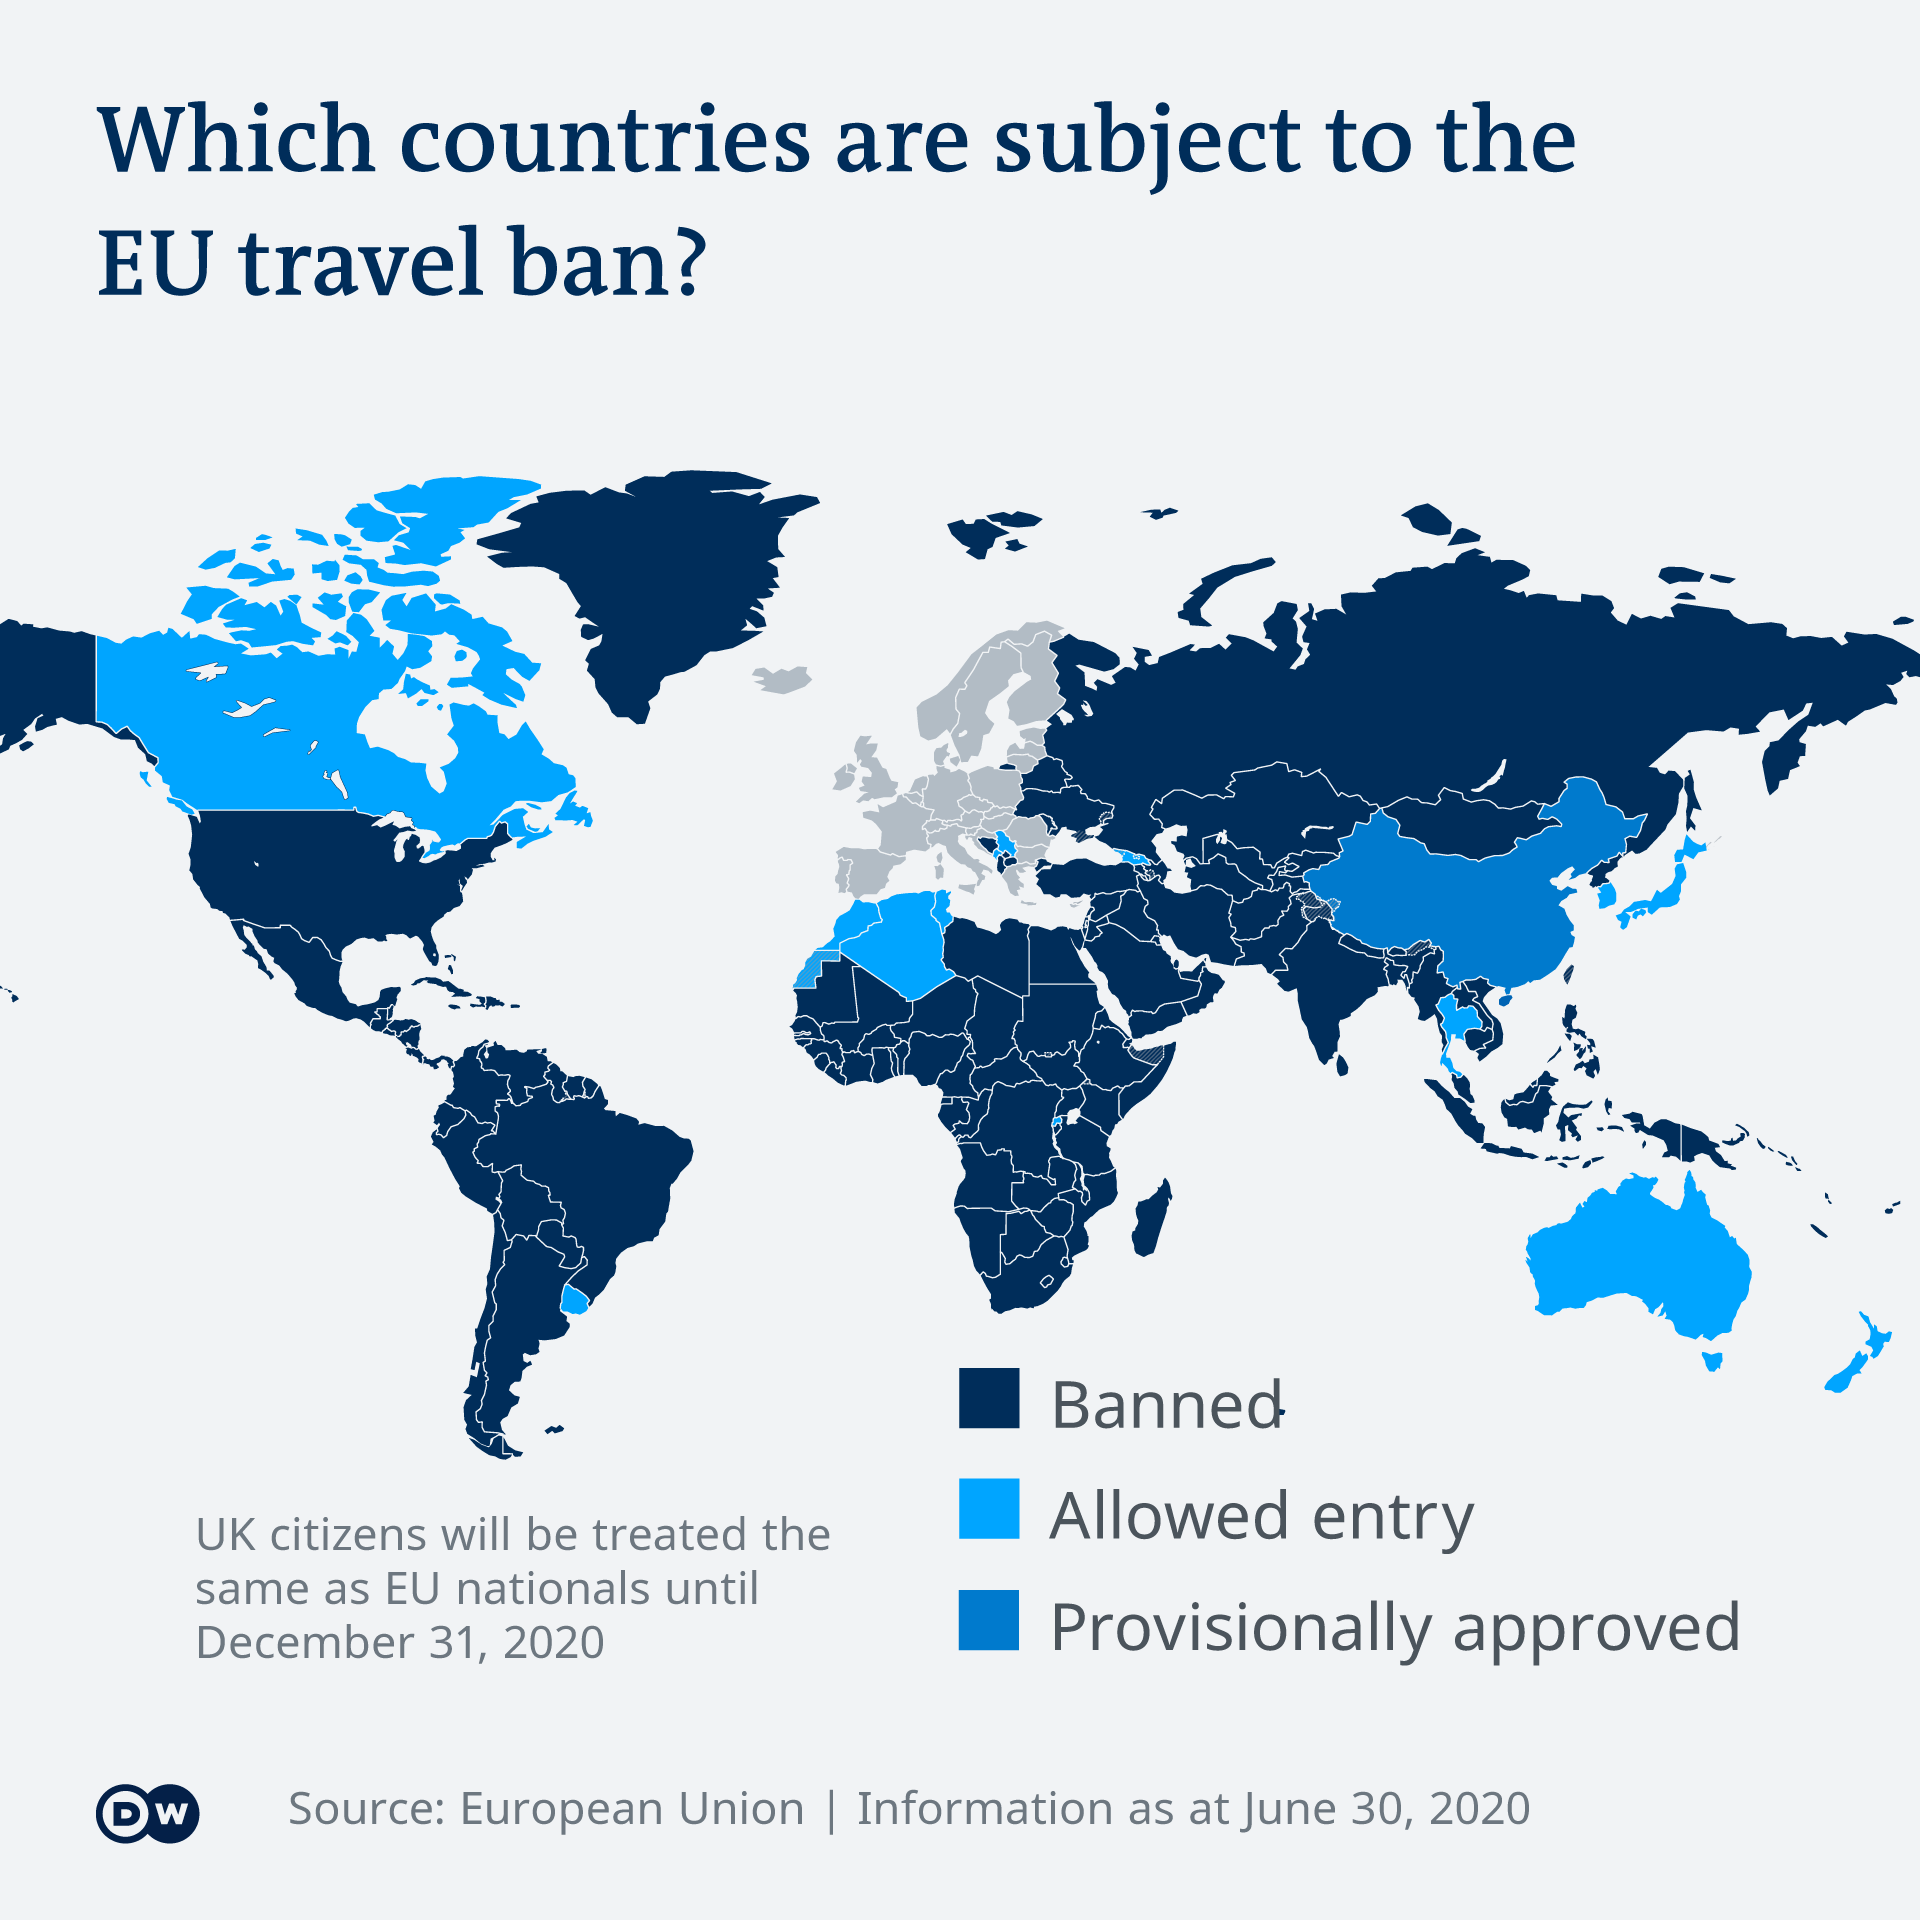 Which countries are subject to the
EU travel ban?
Banned
Allowed entry
Provisionally approved
UK citizens will be treated the
same as EU nationals until
December 31, 2020
DW
Source: European Union | Information as at June 30, 2020